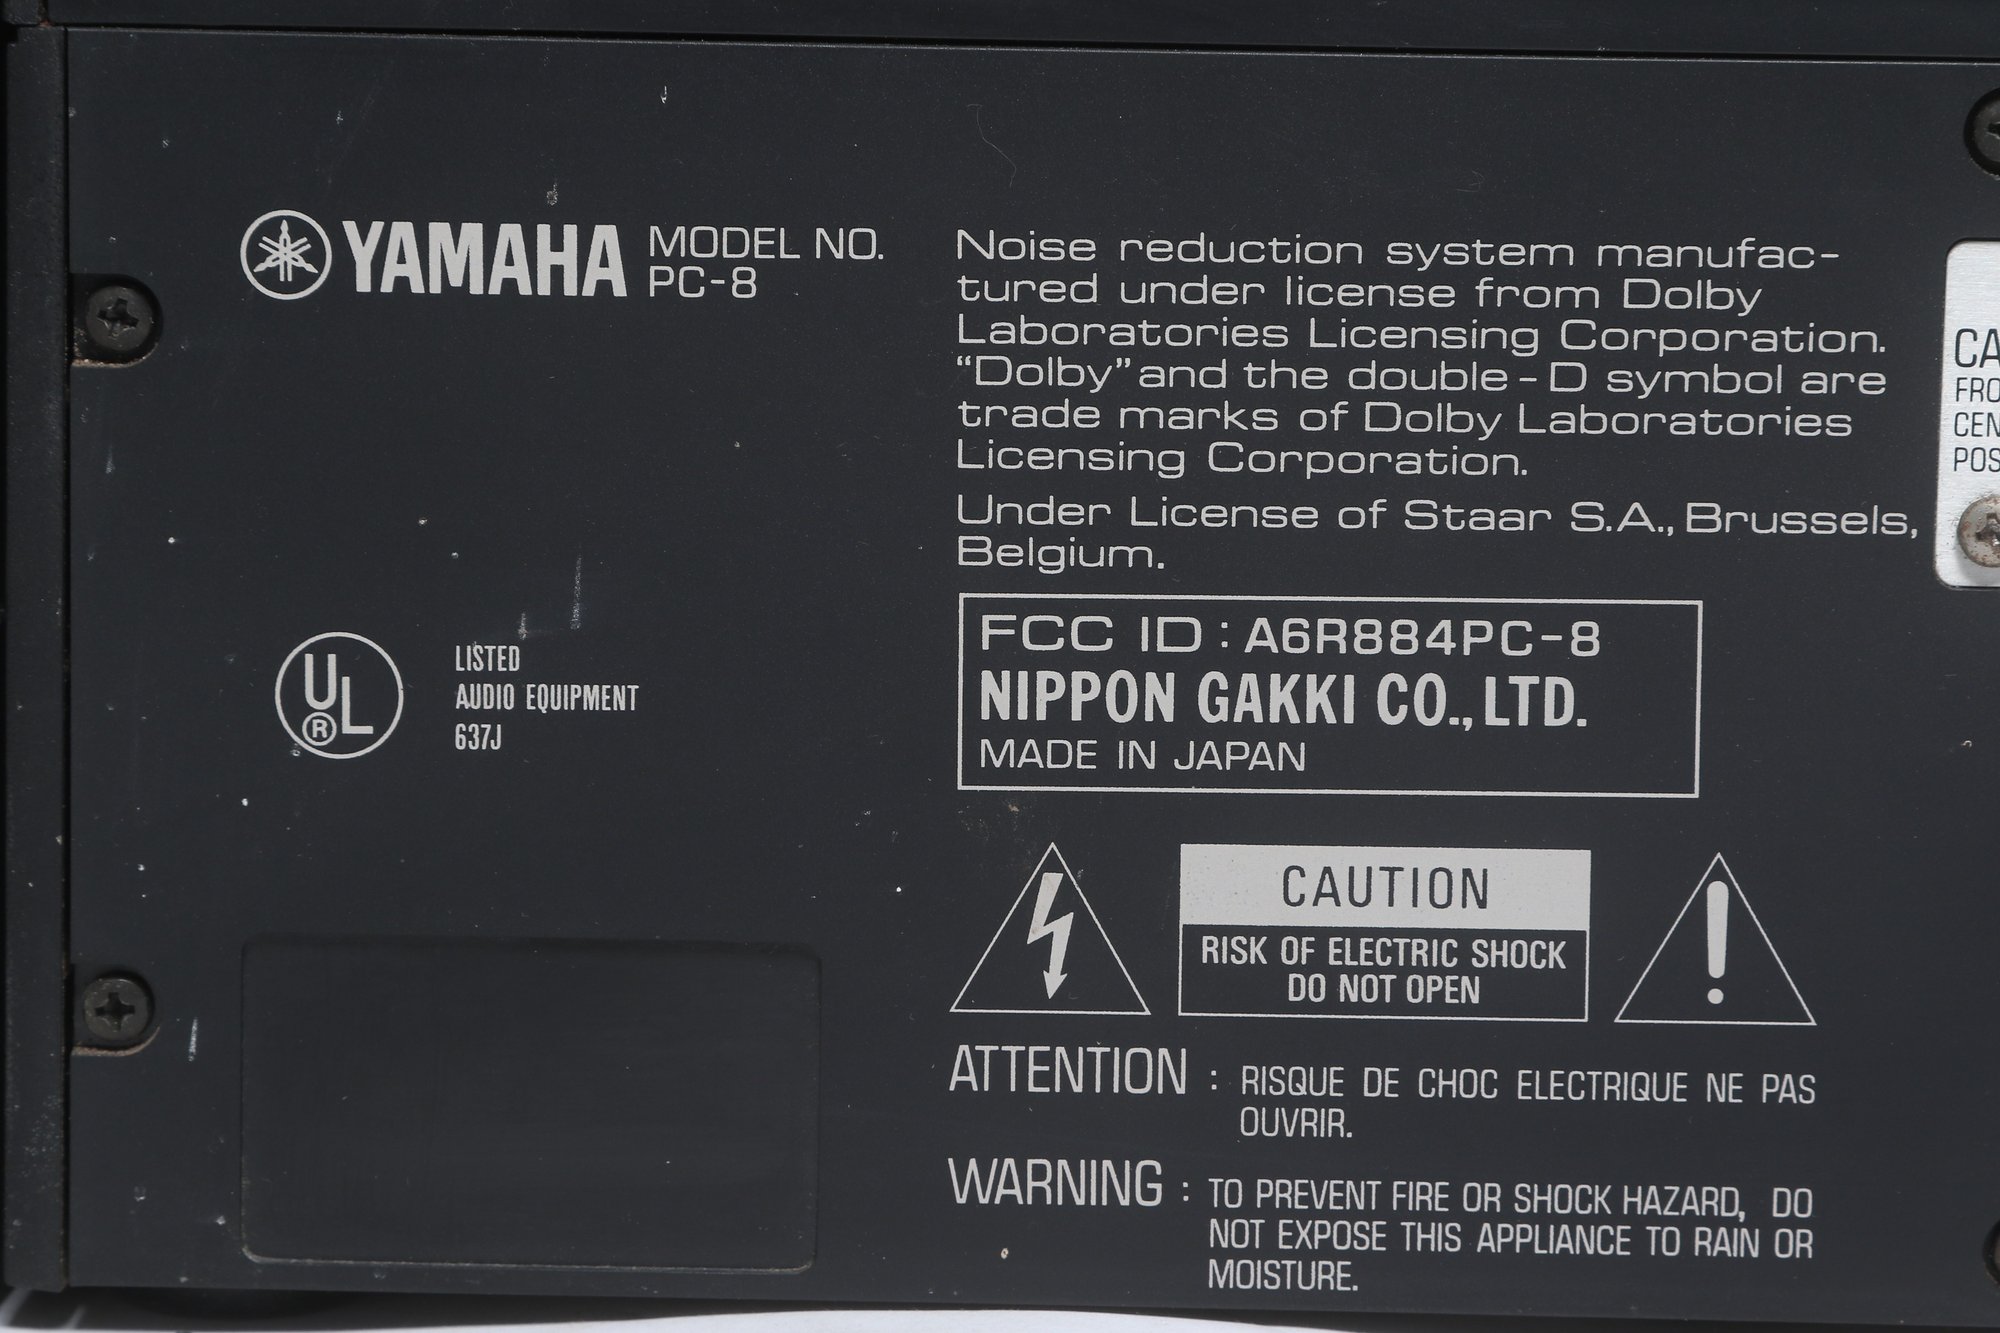 YAMAHA MODEL NO.
PC-8
Noise reduction system manufac-
tured under license from Dolby
Laboratories Licensing Corporation.
“Dolby” and the double-D symbol are
trade marks of Dolby Laboratories
Licensing Corporation.
Under License of Staar S.A., Brussels,
Belgium.
UL
®
LISTED
AUDIO EQUIPMENT
637J
FCC ID : A6R884PC-8
NIPPON GAKKI CO., LTD.
MADE IN JAPAN
CAUTION
RISK OF ELECTRIC SHOCK
DO NOT OPEN
ATTENTION : RISQUE DE CHOC ELECTRIQUE NE PAS
OUVRIR.
WARNING : TO PREVENT FIRE OR SHOCK HAZARD, DO
NOT EXPOSE THIS APPLIANCE TO RAIN OR
MOISTURE.